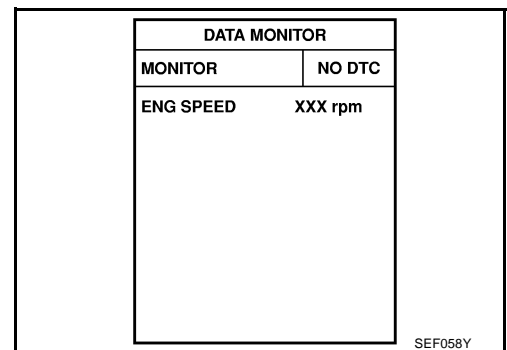 DATA MONITOR
MONITOR NO DTC
ENG SPEED XXX rpm
SEF058Y